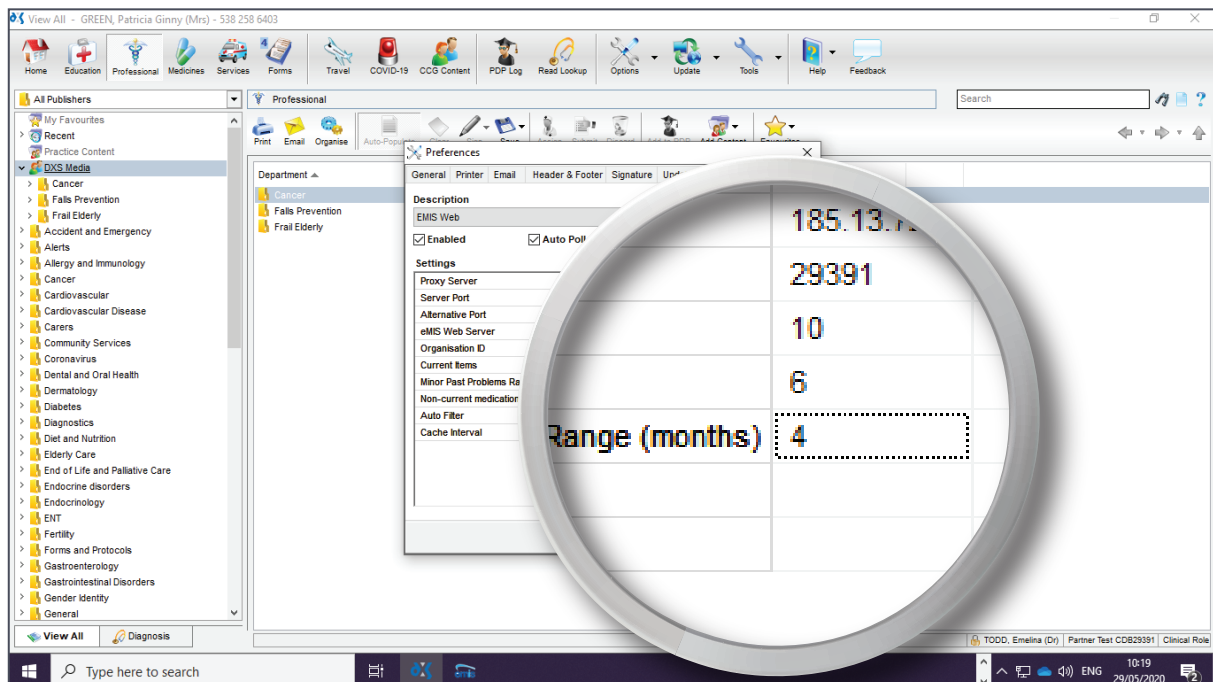 View All - GREEN, Patricia Ginny (Mrs) - 538 258 6403
Home Education Professional Medicines Services Forms Travel COVID-19 CCG Content PDP Log Read Lookup Options Update Tools Help Feedback
All Publishers
Professional
Search
My Favourites
Recent
Practice Content
DXS Media
Cancer
Falls Prevention
Frail Elderly
Accident and Emergency
Alerts
Allergy and Immunology
Cancer
Cardiovascular
Cardiovascular Disease
Carers
Community Services
Coronavirus
Dental and Oral Health
Dermatology
Diabetes
Diagnostics
Diet and Nutrition
Elderly Care
End of Life and Palliative Care
Endocrine disorders
Endocrinology
ENT
Fertility
Forms and Protocols
Gastroenterology
Gastrointestinal Disorders
Gender Identity
General
View All Diagnosis
Print Email Organise
Department
Cancer
Falls Prevention
Frail Elderly
Preferences
General Printer Email Header & Footer Signature
Description
EMIS Web
Enabled Auto Poll
Settings
Proxy Server
Server Port
Alternative Port
eMIS Web Server
Organisation ID
Current Items
Minor Past Problems Ra
Non-current medication
Auto Filter
Cache Interval
185.13.
29391
10
6
Range (months) 4
TODD, Emelina (Dr) Partner Test CDB29391 Clinical Role
Type here to search
ENG
10:19
29/05/2020
2